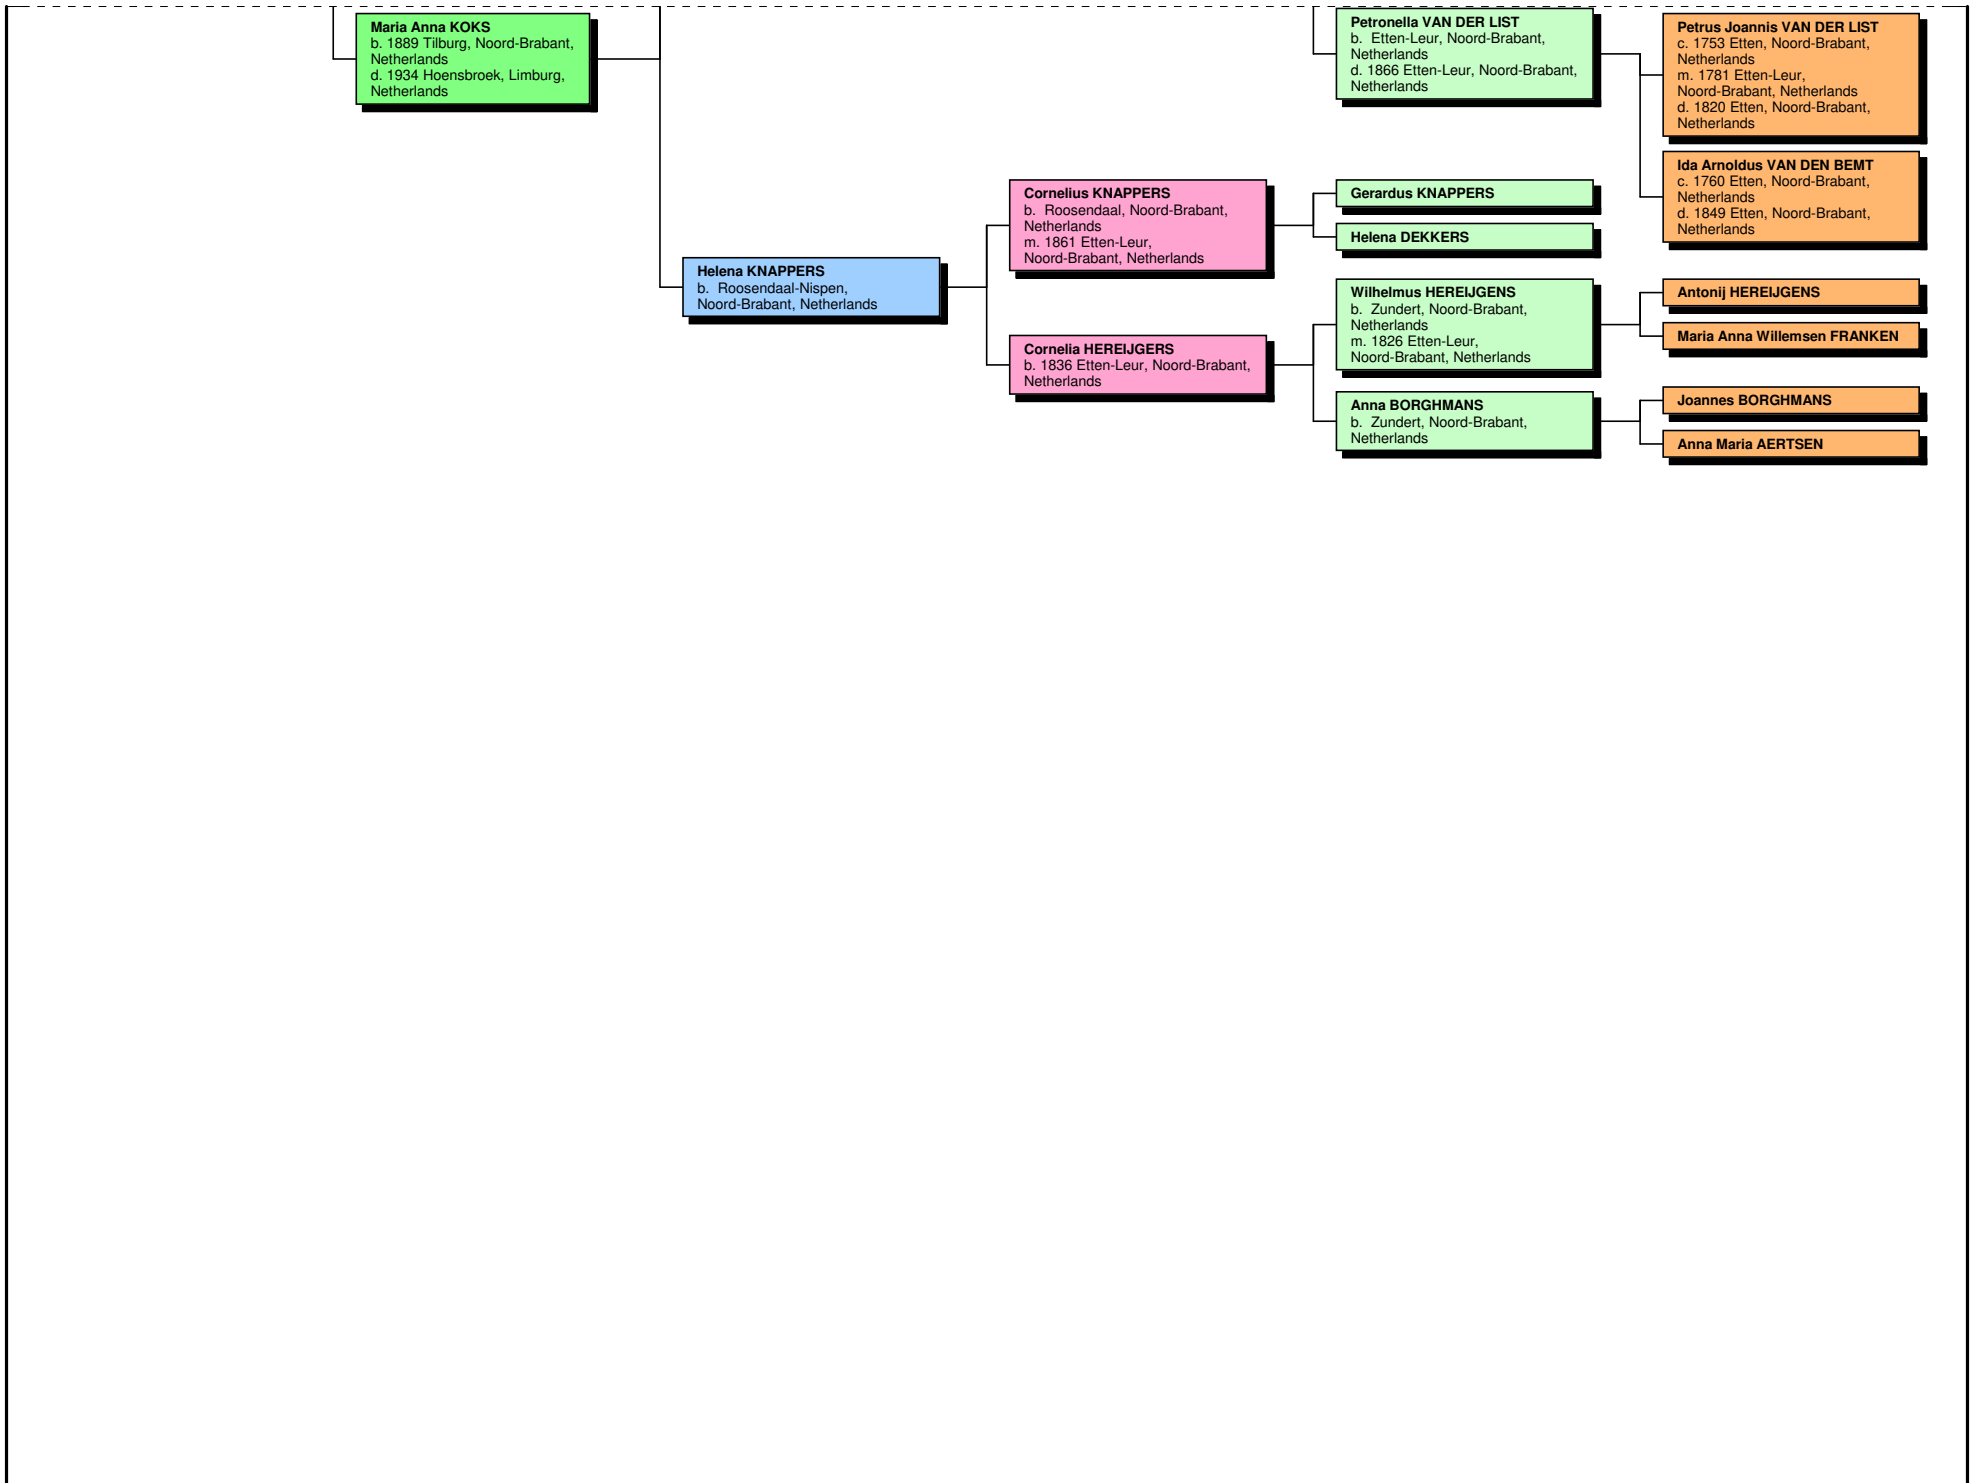 Maria Anna KOKS
b. 1889 Tilburg, Noord-Brabant,
Netherlands
d. 1934 Hoensbroek, Limburg,
Netherlands
Helena KNAPPERS
b.  Roosendaal-Nispen,
Noord-Brabant, Netherlands
Cornelius KNAPPERS
b.  Roosendaal, Noord-Brabant,
Netherlands
m. 1861 Etten-Leur,
Noord-Brabant, Netherlands
Cornelia HEREIJGERS
b. 1836 Etten-Leur, Noord-Brabant,
Netherlands
Petronella VAN DER LIST
b.  Etten-Leur, Noord-Brabant,
Netherlands
d. 1866 Etten-Leur, Noord-Brabant,
Netherlands
Gerardus KNAPPERS
Helena DEKKERS
Wilhelmus HEREIJGENS
b.  Zundert, Noord-Brabant,
Netherlands
m. 1826 Etten-Leur,
Noord-Brabant, Netherlands
Anna BORGHMANS
b.  Zundert, Noord-Brabant,
Netherlands
Petrus Joannis VAN DER LIST
c. 1753 Etten, Noord-Brabant,
Netherlands
m. 1781 Etten-Leur,
Noord-Brabant, Netherlands
d. 1820 Etten, Noord-Brabant,
Netherlands
Ida Arnoldus VAN DEN BEMT
c. 1760 Etten, Noord-Brabant,
Netherlands
d. 1849 Etten, Noord-Brabant,
Netherlands
Antonij HEREIJGENS
Maria Anna Willemsen FRANKEN
Joannes BORGHMANS
Anna Maria AERTSEN